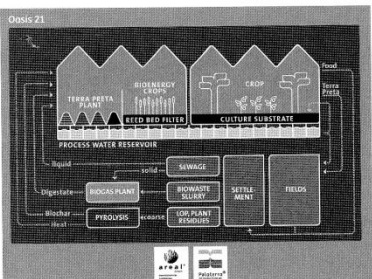 Oasis 21
TERRA PRETA
PLANT
BIOENERGY
CROPS
CROP
Food
Terra
Preta
REED BED FILTER
CULTURE SUBSTRATE
PROCESS WATER RESERVOIR
liquid
solid
SEWAGE
Digestate
BIOGAS PLANT
BIOWASTE
SLURRY
SETTLE-
MENT
FIELDS
Biochar
PYROLYSIS
coarse
LOP, PLANT
RESIDUES
Heat
areal
Palaterra